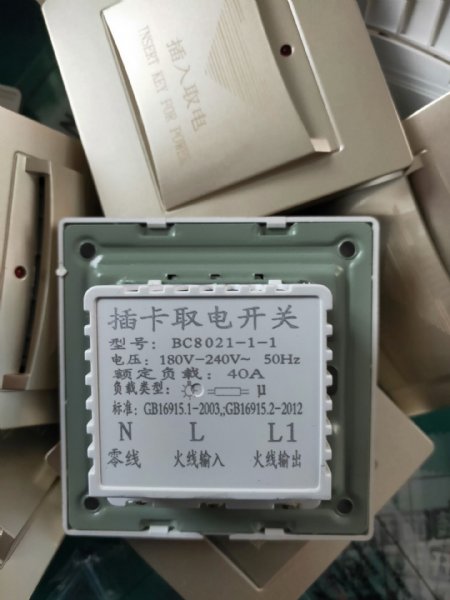 插入取电
INSERT KEY FOR POWER
插卡取电开关
型号: BC8021-1-1
电压: 180V-240V~ 50Hz
额定负载: 40A
负载类型: μ
标准: GB16915.1-2003,;GB16915.2-2012
N L L1
零线 火线输入 火线输出